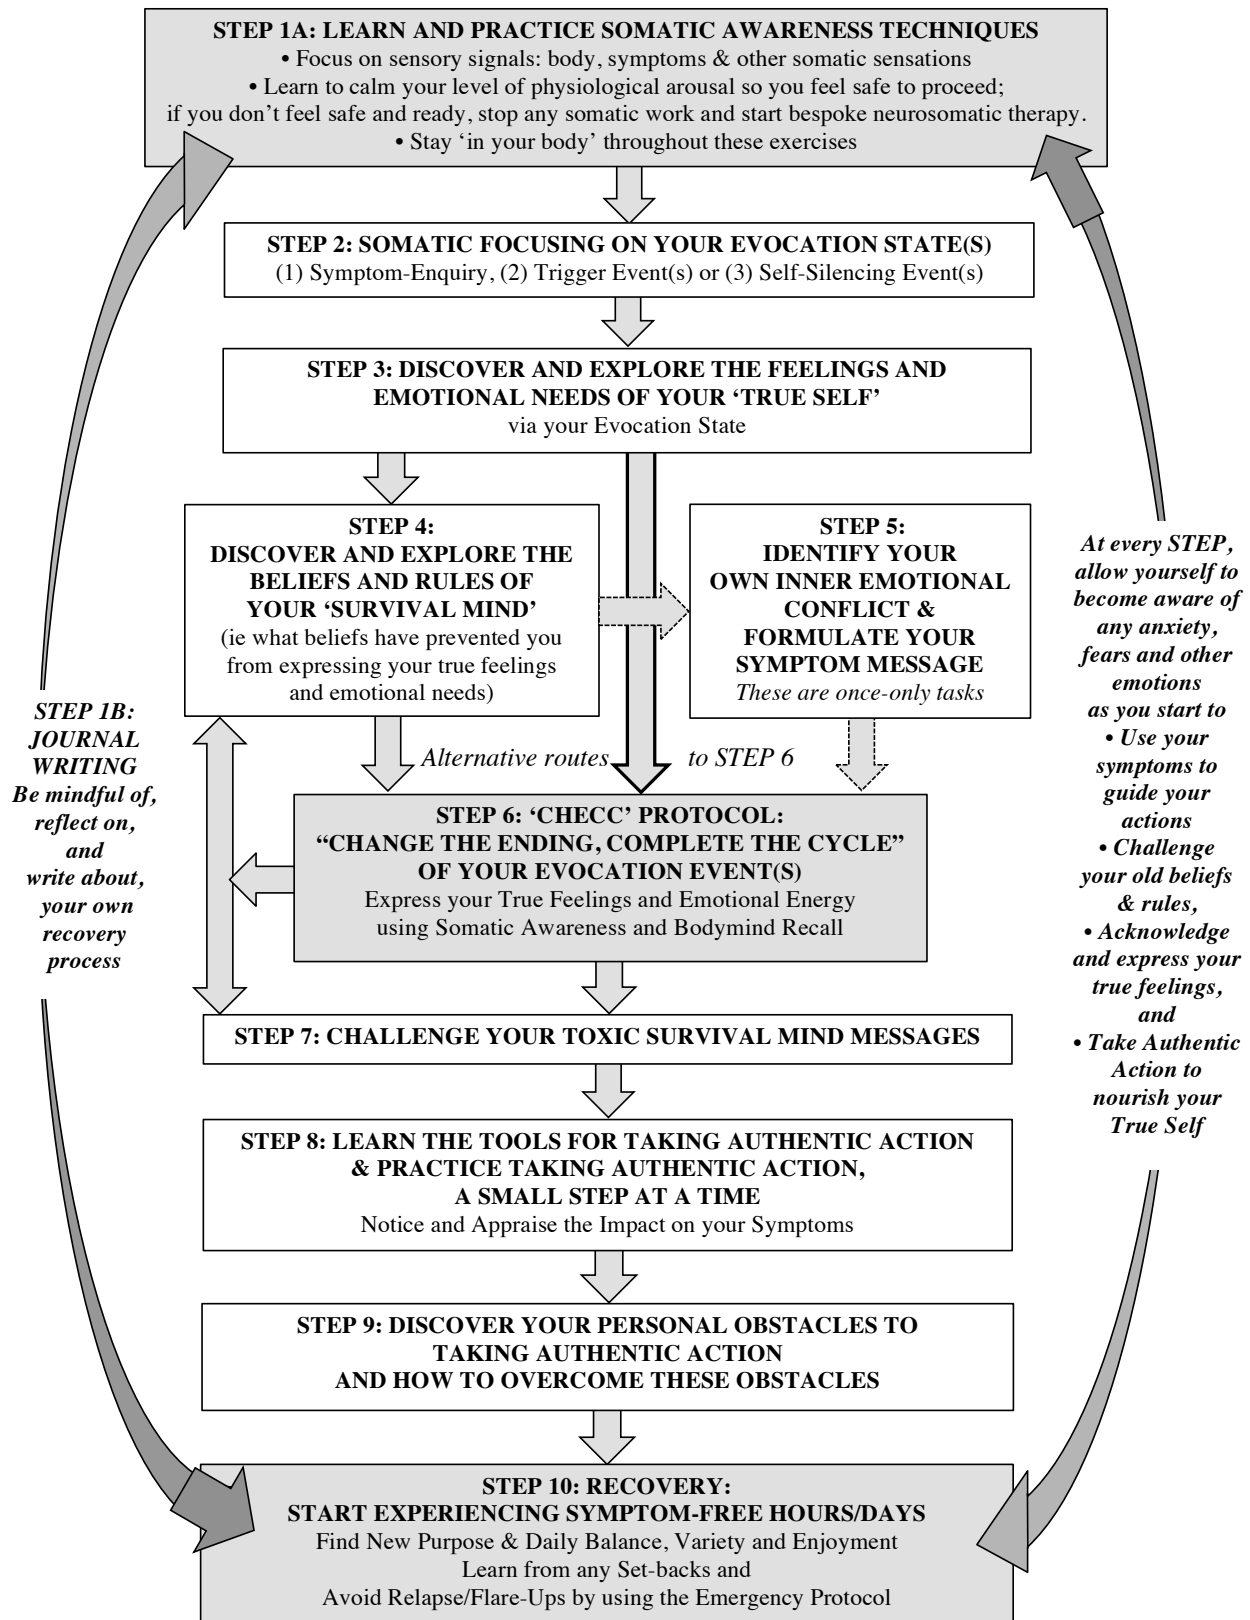 STEP 1A: LEARN AND PRACTICE SOMATIC AWARENESS TECHNIQUES
• Focus on sensory signals: body, symptoms & other somatic sensations
• Learn to calm your level of physiological arousal so you feel safe to proceed;
if you don’t feel safe and ready, stop any somatic work and start bespoke neurosomatic therapy.
• Stay ‘in your body’ throughout these exercises
STEP 2: SOMATIC FOCUSING ON YOUR EVOCATION STATE(S)
(1) Symptom-Enquiry, (2) Trigger Event(s) or (3) Self-Silencing Event(s)
STEP 3: DISCOVER AND EXPLORE THE FEELINGS AND
EMOTIONAL NEEDS OF YOUR ‘TRUE SELF’
via your Evocation State
STEP 4:
DISCOVER AND EXPLORE THE
BELIEFS AND RULES OF
YOUR ‘SURVIVAL MIND’
(ie what beliefs have prevented you
from expressing your true feelings
and emotional needs)
STEP 5:
IDENTIFY YOUR
OWN INNER EMOTIONAL
CONFLICT &
FORMULATE YOUR
SYMPTOM MESSAGE
These are once-only tasks
Alternative routes to STEP 6
STEP 6: ‘CHECC’ PROTOCOL:
“CHANGE THE ENDING, COMPLETE THE CYCLE”
OF YOUR EVOCATION EVENT(S)
Express your True Feelings and Emotional Energy
using Somatic Awareness and Bodymind Recall
STEP 7: CHALLENGE YOUR TOXIC SURVIVAL MIND MESSAGES
STEP 8: LEARN THE TOOLS FOR TAKING AUTHENTIC ACTION
& PRACTICE TAKING AUTHENTIC ACTION,
A SMALL STEP AT A TIME
Notice and Appraise the Impact on your Symptoms
STEP 9: DISCOVER YOUR PERSONAL OBSTACLES TO
TAKING AUTHENTIC ACTION
AND HOW TO OVERCOME THESE OBSTACLES
STEP 10: RECOVERY:
START EXPERIENCING SYMPTOM-FREE HOURS/DAYS
Find New Purpose & Daily Balance, Variety and Enjoyment
Learn from any Set-backs and
Avoid Relapse/Flare-Ups by using the Emergency Protocol
STEP 1B:
JOURNAL
WRITING
Be mindful of,
reflect on,
and
write about,
your own
recovery
process
At every STEP,
allow yourself to
become aware of
any anxiety,
fears and other
emotions
as you start to
• Use your
symptoms to
guide your
actions
• Challenge
your old beliefs
& rules,
• Acknowledge
and express your
true feelings,
and
• Take Authentic
Action to
nourish your
True Self